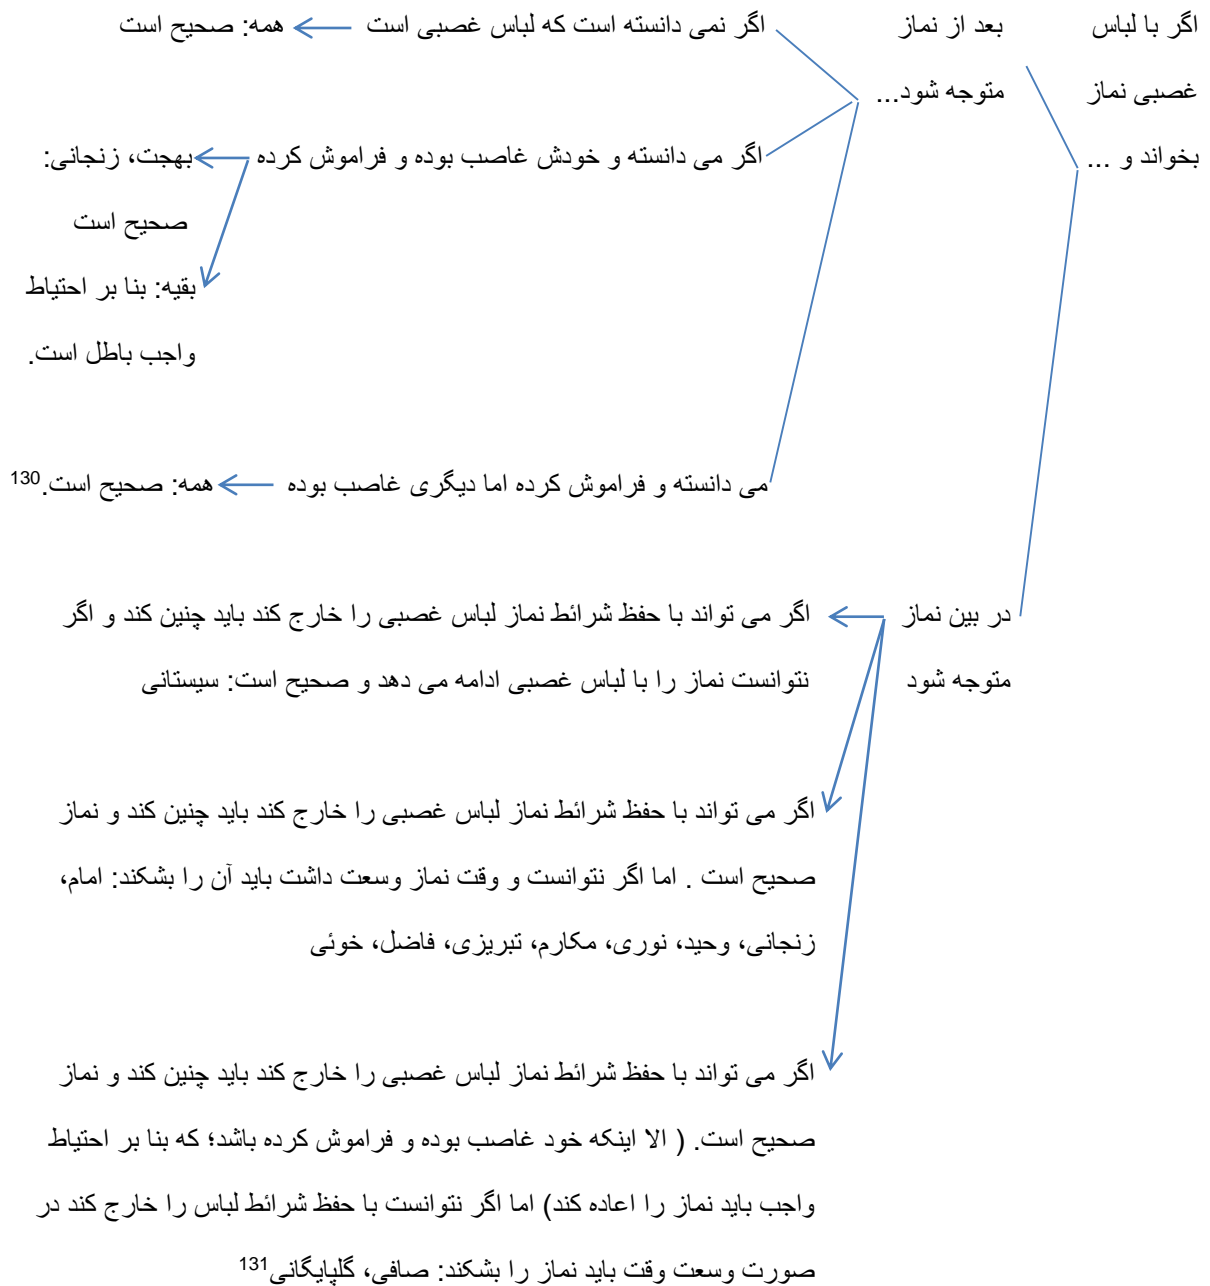 اگر با لباس
غصبی نماز
بخواند و ...
بعد از نماز
متوجه شود...
اگر نمی دانسته است که لباس غصبی است
همه: صحیح است
اگر می دانسته و خودش غاصب بوده و فراموش کرده
بهجت، زنجانی:
صحیح است
بقیه: بنا بر احتیاط
واجب باطل است.
می دانسته و فراموش کرده اما دیگری غاصب بوده
همه: صحیح است.130
در بین نماز
متوجه شود
اگر می تواند با حفظ شرائط نماز لباس غصبی را خارج کند باید چنین کند و اگر
نتوانست نماز را با لباس غصبی ادامه می دهد و صحیح است: سیستانی
اگر می تواند با حفظ شرائط نماز لباس غصبی را خارج کند باید چنین کند و نماز
صحیح است . اما اگر نتوانست و وقت نماز وسعت داشت باید آن را بشکند: امام،
زنجانی، وحید، نوری، مکارم، تبریزی، فاضل، خوئی
اگر می تواند با حفظ شرائط نماز لباس غصبی را خارج کند باید چنین کند و نماز
صحیح است. ( الا اینکه خود غاصب بوده و فراموش کرده باشد؛ که بنا بر احتیاط
واجب باید نماز را اعاده کند) اما اگر نتوانست با حفظ شرائط لباس را خارج کند در
صورت وسعت وقت باید نماز را بشکند: صافی، گلپایگانی131